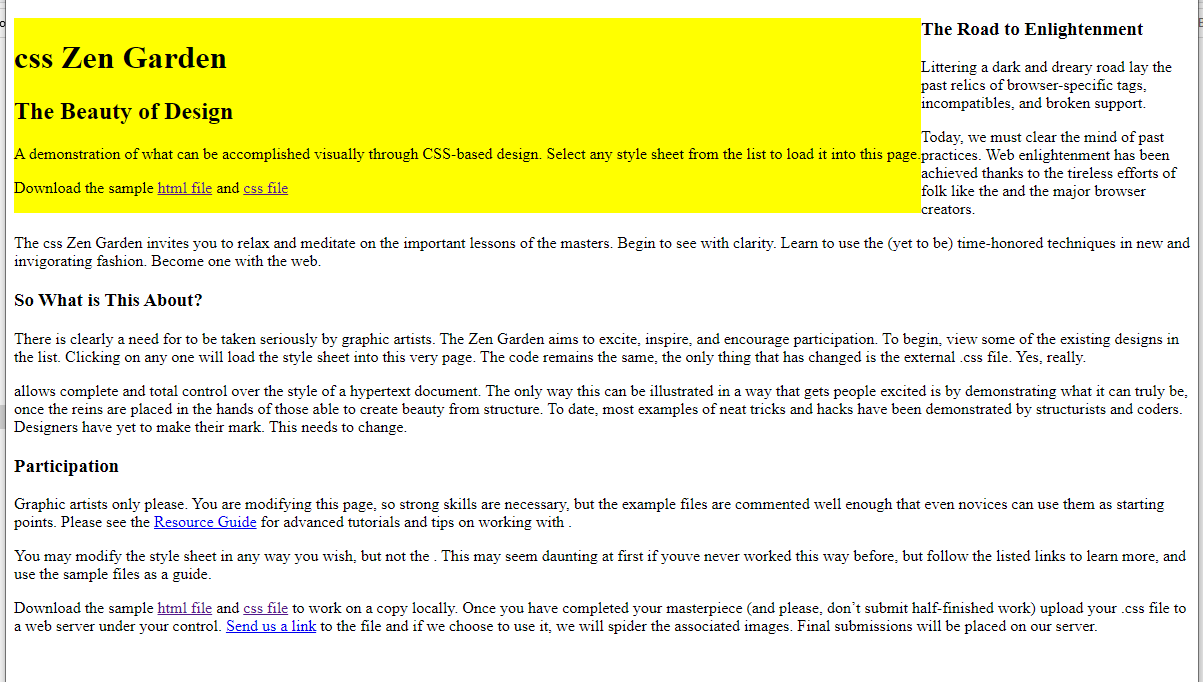 css Zen Garden
The Beauty of Design
A demonstration of what can be accomplished visually through CSS-based design. Select any style sheet from the list to load it into this page.
Download the sample html file and css file
The Road to Enlightenment
Littering a dark and dreary road lay the
past relics of browser-specific tags,
incompatibles, and broken support.
Today, we must clear the mind of past
practices. Web enlightenment has been
achieved thanks to the tireless efforts of
folk like the and the major browser
creators.
The css Zen Garden invites you to relax and meditate on the important lessons of the masters. Begin to see with clarity. Learn to use the (yet to be) time-honored techniques in new and
invigorating fashion. Become one with the web.
So What is This About?
There is clearly a need for to be taken seriously by graphic artists. The Zen Garden aims to excite, inspire, and encourage participation. To begin, view some of the existing designs in
the list. Clicking on any one will load the style sheet into this very page. The code remains the same, the only thing that has changed is the external .css file. Yes, really.
allows complete and total control over the style of a hypertext document. The only way this can be illustrated in a way that gets people excited is by demonstrating what it can truly be,
once the reins are placed in the hands of those able to create beauty from structure. To date, most examples of neat tricks and hacks have been demonstrated by structurists and coders.
Designers have yet to make their mark. This needs to change.
Participation
Graphic artists only please. You are modifying this page, so strong skills are necessary, but the example files are commented well enough that even novices can use them as starting
points. Please see the Resource Guide for advanced tutorials and tips on working with .
You may modify the style sheet in any way you wish, but not the . This may seem daunting at first if youve never worked this way before, but follow the listed links to learn more, and
use the sample files as a guide.
Download the sample html file and css file to work on a copy locally. Once you have completed your masterpiece (and please, don’t submit half-finished work) upload your .css file to
a web server under your control. Send us a link to the file and if we choose to use it, we will spider the associated images. Final submissions will be placed on our server.